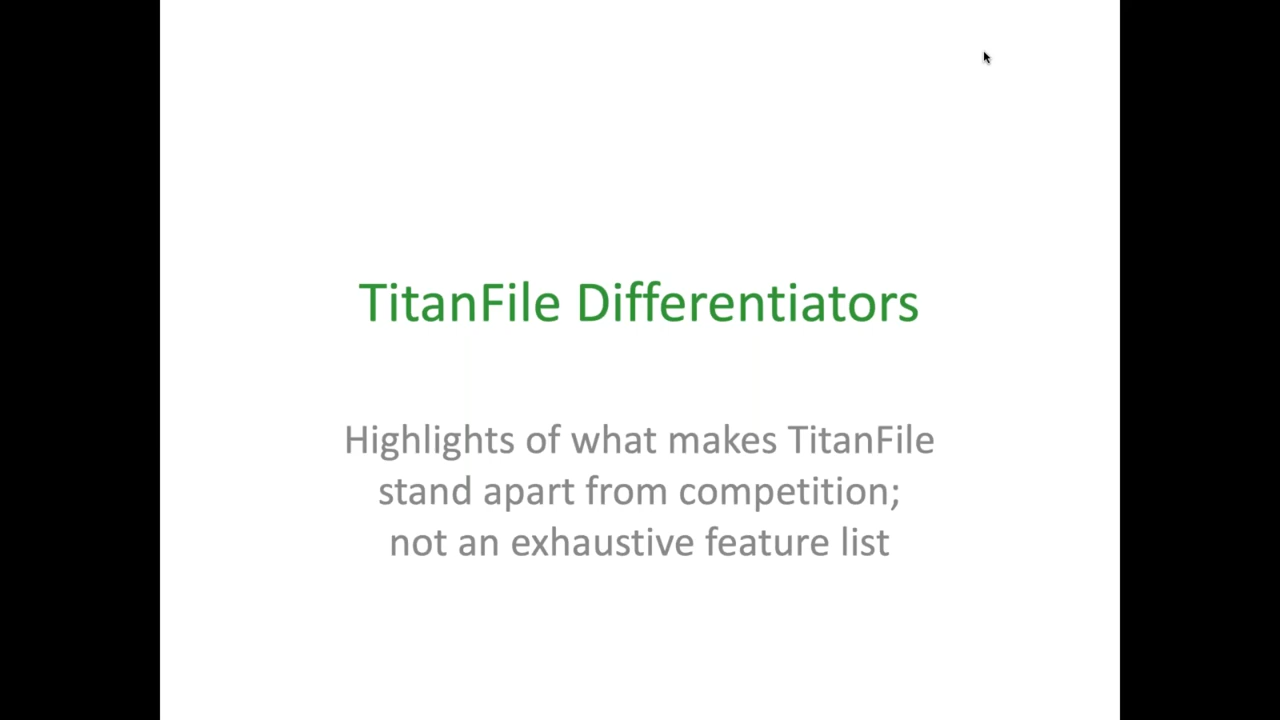 TitanFile Differentiators
Highlights of what makes TitanFile
stand apart from competition;
not an exhaustive feature list